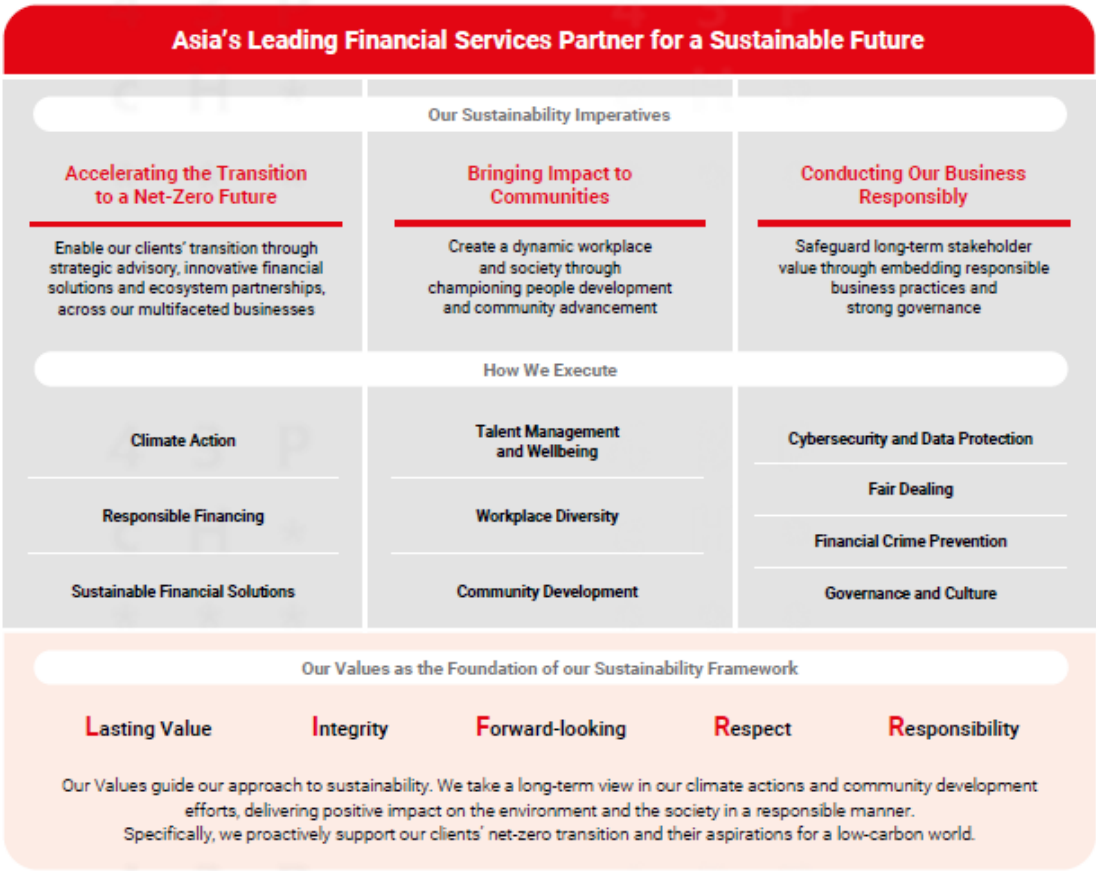 Asia's Leading Financial Services Partner for a Sustainable Future
Our Sustainability Imperatives
Accelerating the Transition
to a Net-Zero Future
Enable our clients' transition through
strategic advisory, innovative financial
solutions and ecosystem partnerships,
across our multifaceted businesses
Bringing Impact to
Communities
Create a dynamic workplace
and society through
championing people development
and community advancement
Conducting Our Business
Responsibly
Safeguard long-term stakeholder
value through embedding responsible
business practices and
strong governance
How We Execute
Climate Action
Responsible Financing
Sustainable Financial Solutions
Talent Management
and Wellbeing
Workplace Diversity
Community Development
Cybersecurity and Data Protection
Fair Dealing
Financial Crime Prevention
Governance and Culture
Our Values as the Foundation of our Sustainability Framework
Lasting Value Integrity Forward-looking Respect Responsibility
Our Values guide our approach to sustainability. We take a long-term view in our climate actions and community development
efforts, delivering positive impact on the environment and the society in a responsible manner.
Specifically, we proactively support our clients' net-zero transition and their aspirations for a low-carbon world.